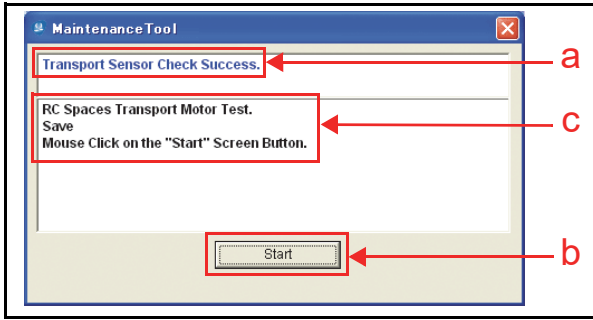 MaintenanceTool
Transport Sensor Check Success.
a
RC Spaces Transport Motor Test.
Save
Mouse Click on the "Start" Screen Button.
c
Start
b